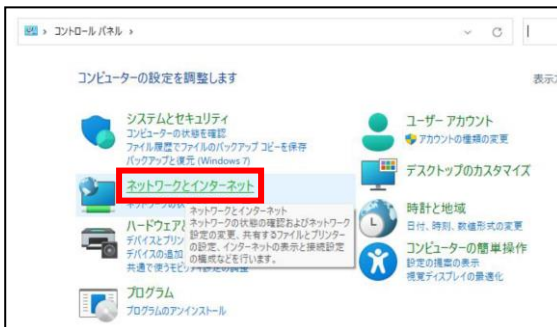 コントロール パネル
コンピューターの設定を調整します
表示
システムとセキュリティ
コンピューターの状態を確認
ファイル履歴でファイルのバックアップ コピーを保存
バックアップと復元 (Windows 7)
ネットワークとインターネット
ネットワークとインターネット
ネットワークの状態の確認およびネットワーク
設定の変更、共有するファイルとプリンター
の設定、インターネットの表示と接続設定
の構成などを行います。
ハードウェア
デバイスとプリン
デバイスの追加
共通で使うモビリティ設定の調整
プログラム
プログラムのアンインストール
ユーザー アカウント
アカウントの種類の変更
デスクトップのカスタマイズ
時計と地域
日付、時刻、数値形式の変更
コンピューターの簡単操作
設定の提案の表示
視覚ディスプレイの最適化